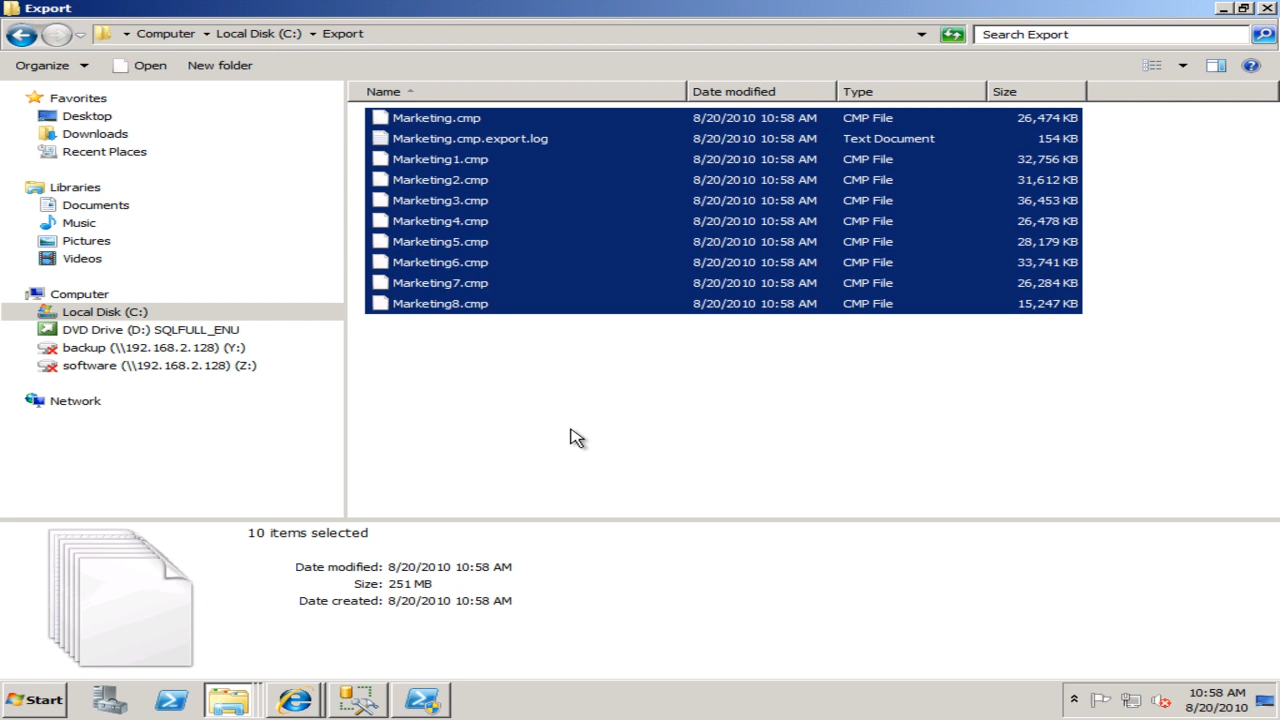 Export
Computer Local Disk (C:) Export
Search Export
Organize Open New folder
Name Date modified Type Size
Favorites
Desktop
Downloads
Recent Places
Libraries
Documents
Music
Pictures
Videos
Computer
Local Disk (C:)
DVD Drive (D:) SQLFULL_ENU
backup (\\192.168.2.128) (Y:)
software (\\192.168.2.128) (Z:)
Network
Marketing.cmp 8/20/2010 10:58 AM CMP File 26,474 KB
Marketing.cmp.export.log 8/20/2010 10:58 AM Text Document 154 KB
Marketing1.cmp 8/20/2010 10:58 AM CMP File 32,756 KB
Marketing2.cmp 8/20/2010 10:58 AM CMP File 31,612 KB
Marketing3.cmp 8/20/2010 10:58 AM CMP File 36,453 KB
Marketing4.cmp 8/20/2010 10:58 AM CMP File 26,478 KB
Marketing5.cmp 8/20/2010 10:58 AM CMP File 28,179 KB
Marketing6.cmp 8/20/2010 10:58 AM CMP File 33,741 KB
Marketing7.cmp 8/20/2010 10:58 AM CMP File 26,284 KB
Marketing8.cmp 8/20/2010 10:58 AM CMP File 15,247 KB
10 items selected
Date modified: 8/20/2010 10:58 AM
Size: 251 MB
Date created: 8/20/2010 10:58 AM
Start
10:58 AM
8/20/2010